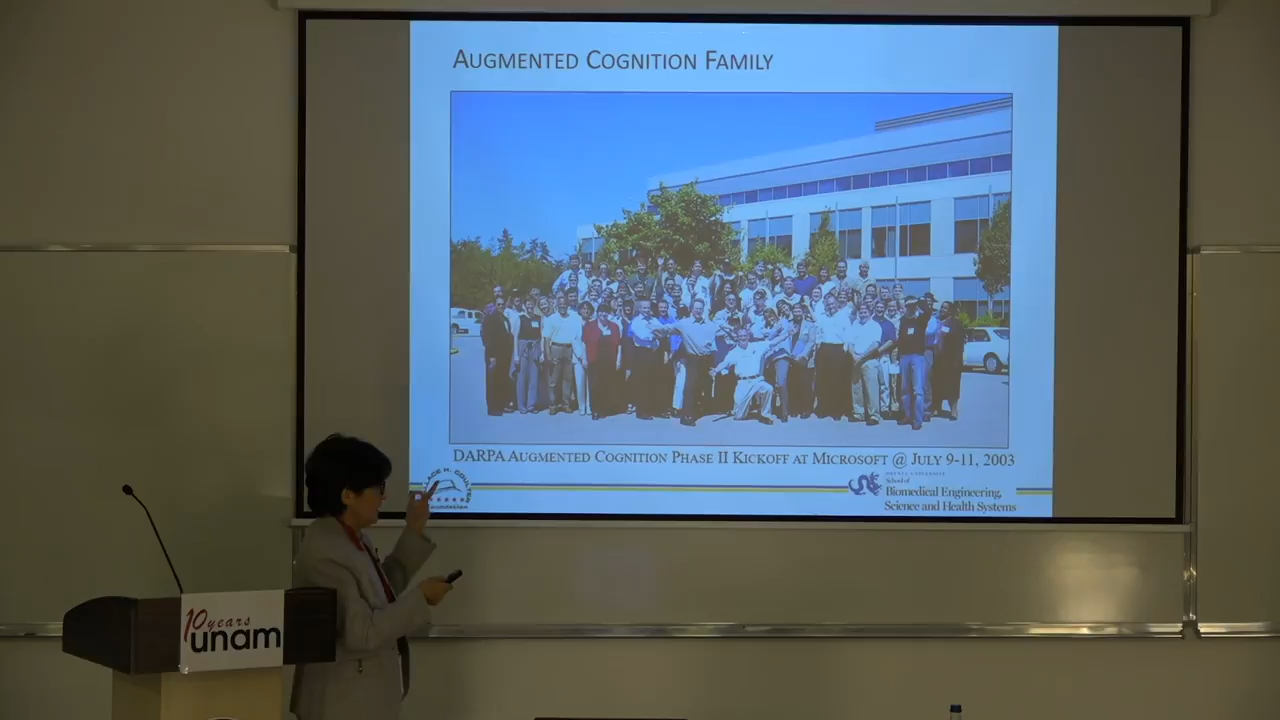 AUGMENTED COGNITION FAMILY
DARPA AUGMENTED COGNITION PHASE II KICKOFF AT MICROSOFT @ JULY 9-11, 2003
DREXEL UNIVERSITY
School of
Biomedical Engineering,
Science and Health Systems
10 years
unam